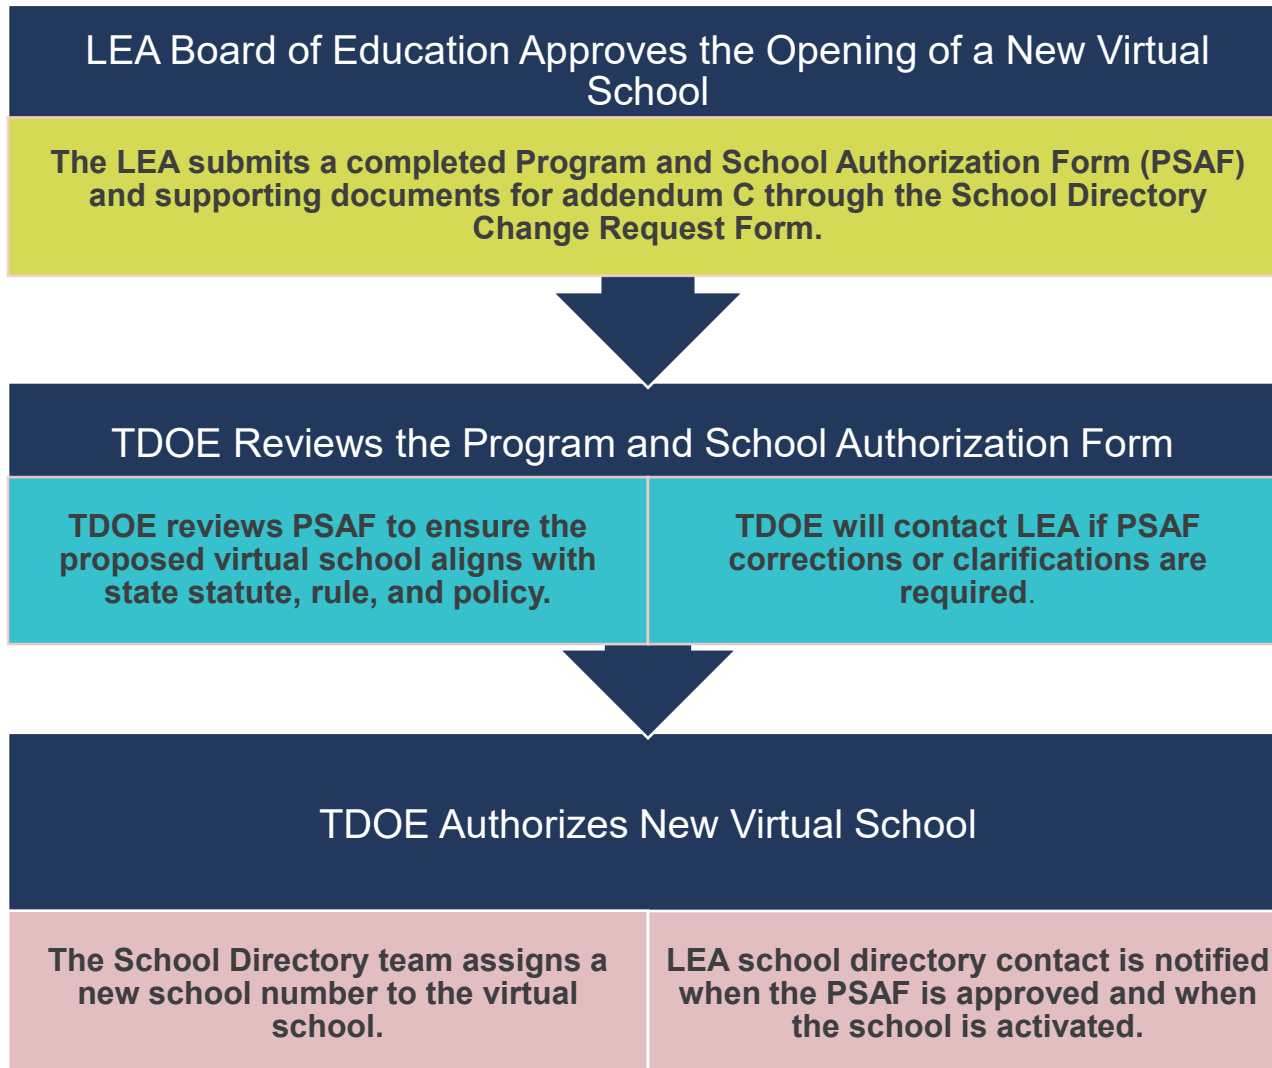 LEA Board of Education Approves the Opening of a New Virtual
School
The LEA submits a completed Program and School Authorization Form (PSAF)
and supporting documents for addendum C through the School Directory
Change Request Form.
TDOE Reviews the Program and School Authorization Form
TDOE reviews PSAF to ensure the
proposed virtual school aligns with
state statute, rule, and policy.
TDOE will contact LEA if PSAF
corrections or clarifications are
required.
TDOE Authorizes New Virtual School
The School Directory team assigns a
new school number to the virtual
school.
LEA school directory contact is notified
when the PSAF is approved and when
the school is activated.